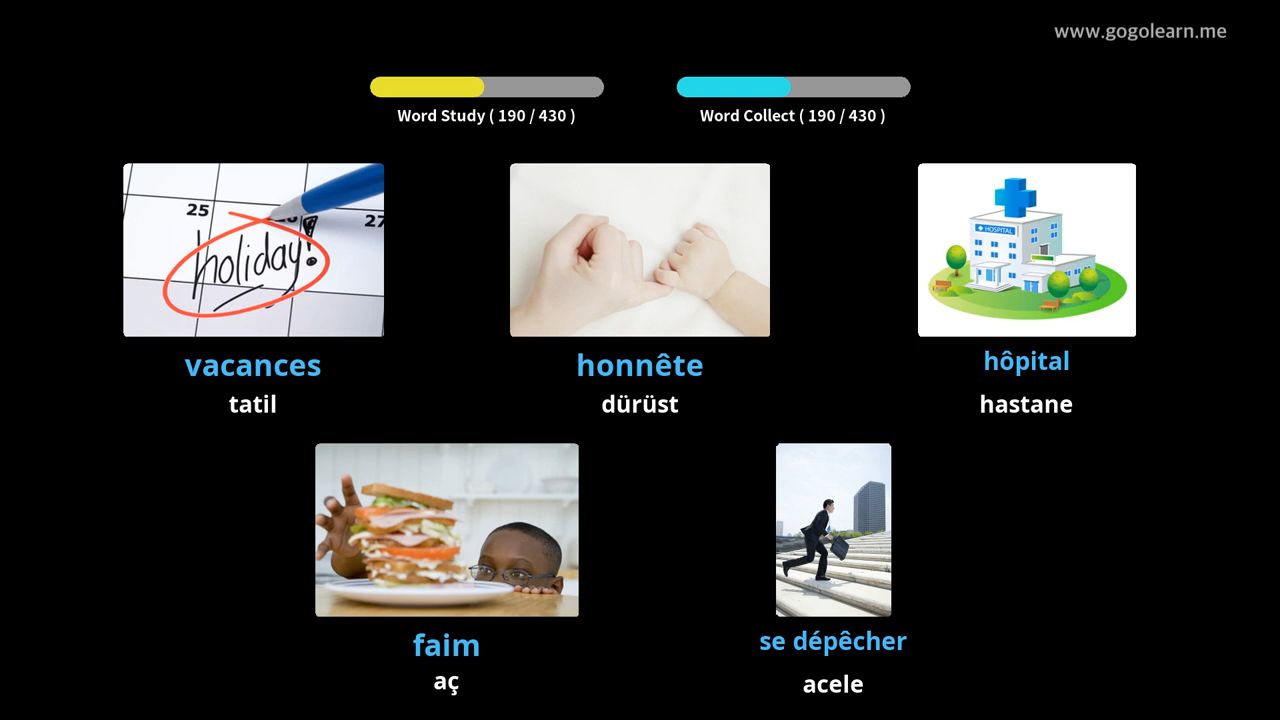 www.gogolearn.me
Word Study ( 190 / 430 )
Word Collect ( 190 / 430 )
25
27
holiday!
HOSPITAL
vacances
honnête
hôpital
tatil
dürüst
hastane
faim
se dépêcher
aç
acele